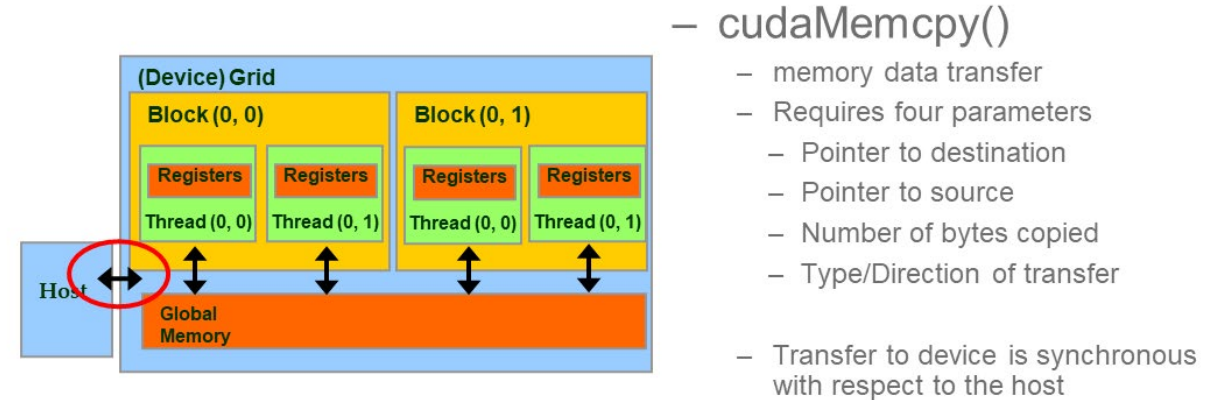 (Device) Grid
Block (0, 0)
Block (0, 1)
Registers
Registers
Registers
Registers
Thread (0, 0)
Thread (0, 1)
Thread (0, 0)
Thread (0, 1)
Host
Global
Memory
– cudaMemcpy()
– memory data transfer
– Requires four parameters
– Pointer to destination
– Pointer to source
– Number of bytes copied
– Type/Direction of transfer
– Transfer to device is synchronous
with respect to the host